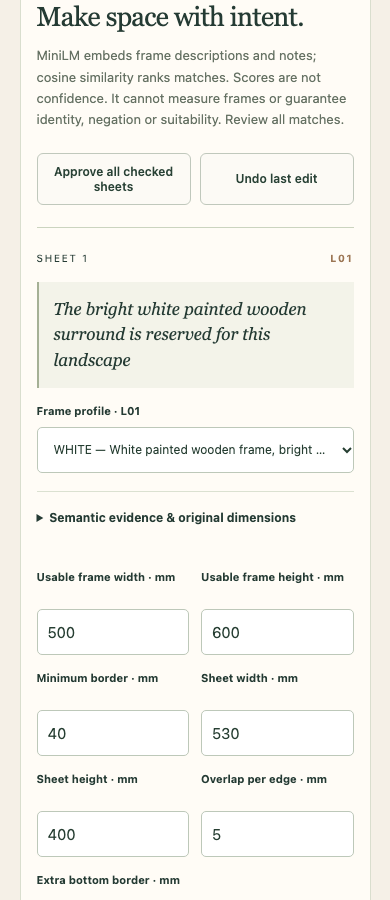 Make space with intent.
MiniLM embeds frame descriptions and notes;
cosine similarity ranks matches. Scores are not
confidence. It cannot measure frames or guarantee
identity, negation or suitability. Review all matches.
Approve all checked
sheets
Undo last edit
SHEET 1
L01
The bright white painted wooden
surround is reserved for this
landscape
Frame profile · L01
WHITE — White painted wooden frame, bright ...
Semantic evidence & original dimensions
Usable frame width · mm
Usable frame height · mm
500
600
Minimum border · mm
Sheet width · mm
40
530
Sheet height · mm
Overlap per edge · mm
400
5
Extra bottom border · mm